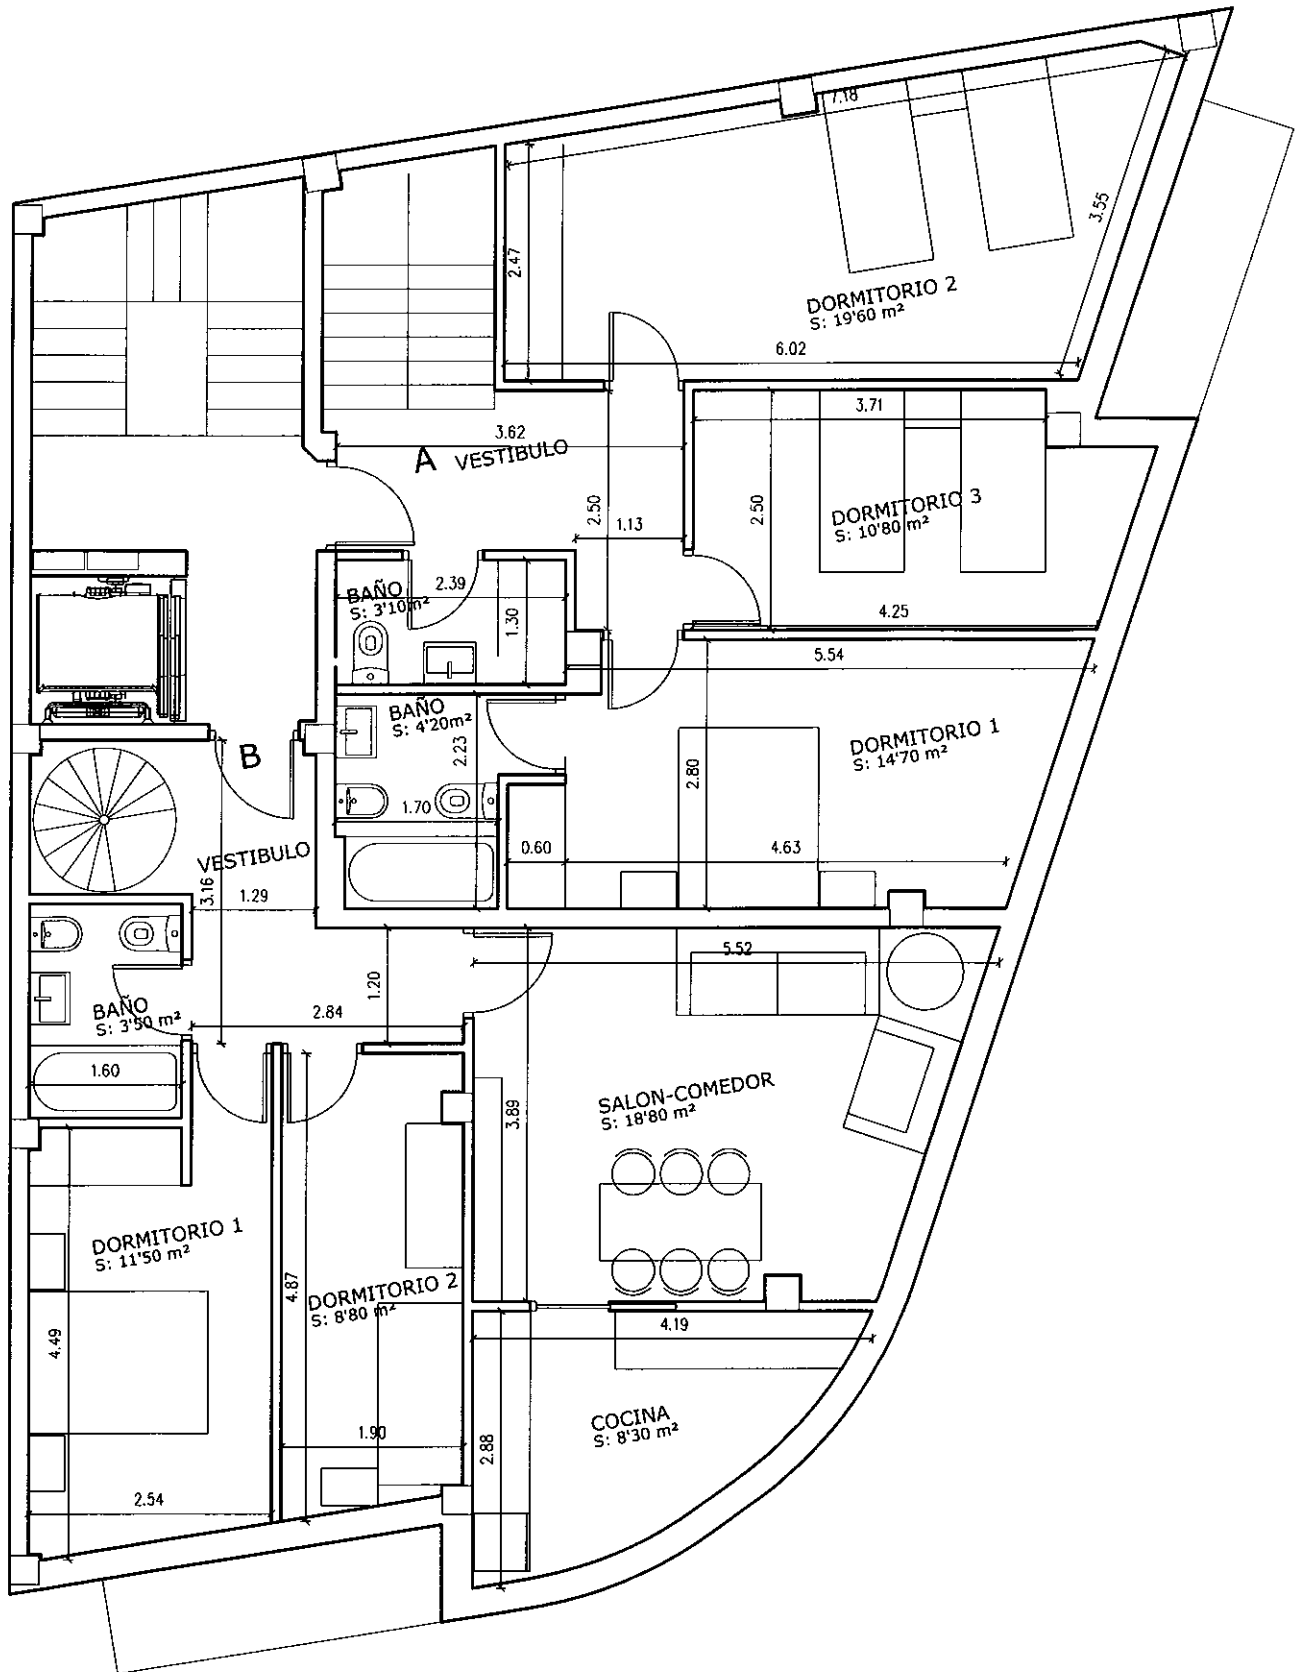 7.18
3.55
2.47
DORMITORIO 2
S: 19'60 m²
6.02
3.71
3.62
A VESTIBULO
2.50
1.13
2.50
DORMITORIO 3
S: 10'80 m²
4.25
BAÑO
S: 3'10m²
2.39
1.30
5.54
BAÑO
S: 4'20m²
2.23
1.70
DORMITORIO 1
S: 14'70 m²
2.80
0.60
4.63
B
VESTIBULO
3.16
1.29
5.52
1.20
2.84
BAÑO
S: 3'50 m²
1.60
SALON-COMEDOR
S: 18'80 m²
3.89
DORMITORIO 1
S: 11'50 m²
4.87
DORMITORIO 2
S: 8'80 m²
4.49
4.19
COCINA
S: 8'30 m²
2.88
1.90
2.54